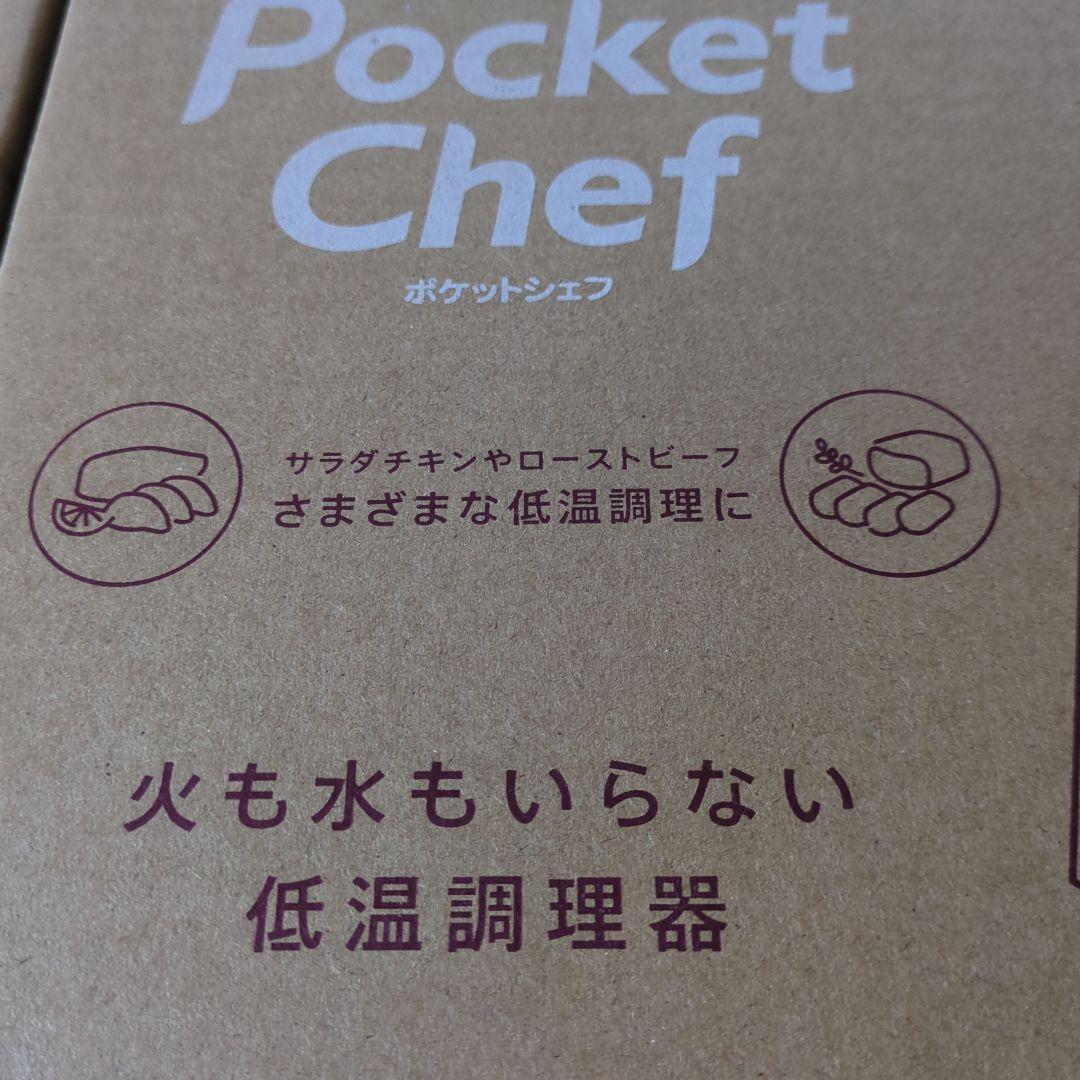 Pocket
Chef
ポケットシェフ
サラダチキンやローストビーフ
さまざまな低温調理に
火も水もいらない
低温調理器